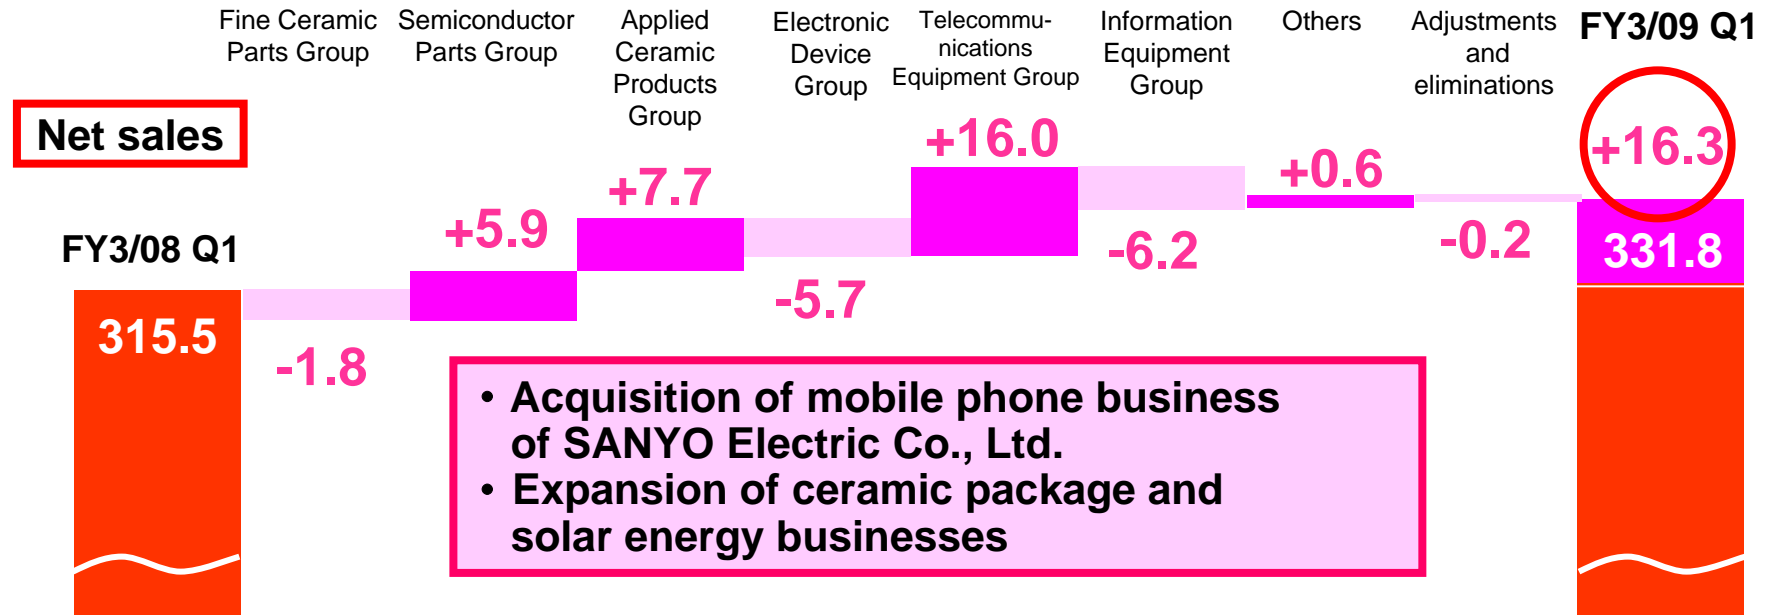 Fine Ceramic
Parts Group
Semiconductor
Parts Group
Applied
Ceramic
Products
Group
Electronic
Device
Group
Telecommu-
nications
Equipment Group
Information
Equipment
Group
Others
Adjustments
and
eliminations
FY3/09 Q1
Net sales
FY3/08 Q1
315.5
-1.8
+5.9
+7.7
-5.7
+16.0
-6.2
+0.6
-0.2
+16.3
331.8
• Acquisition of mobile phone business
of SANYO Electric Co., Ltd.
• Expansion of ceramic package and
solar energy businesses